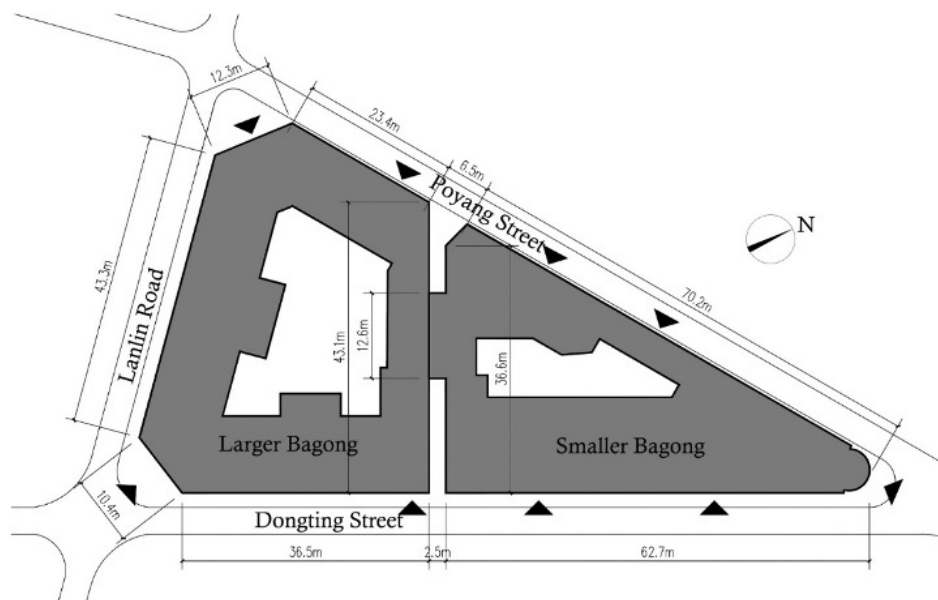 12.3m
23.4m
6.5m
Poyang Street
N
70.2m
43.3m
Lanlin Road
43.1m
12.6m
36.6m
Larger Bagong
Smaller Bagong
10.4m
Dongting Street
36.5m
2.5m
62.7m